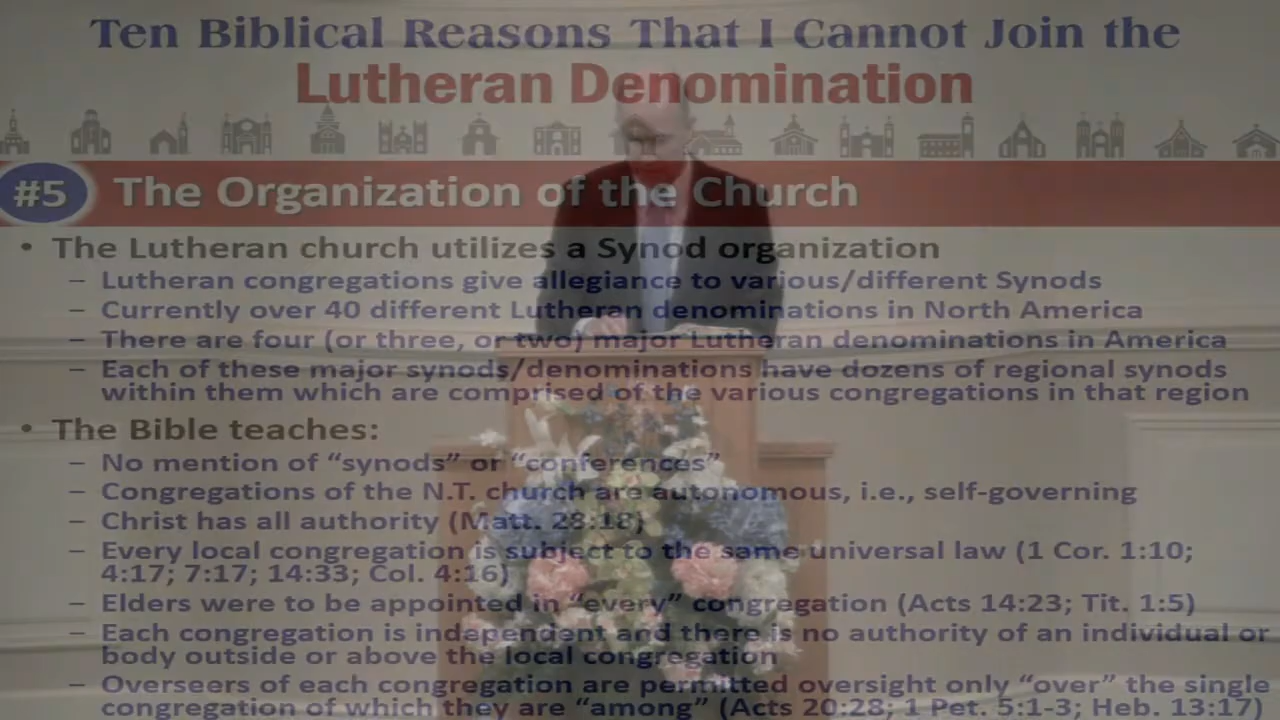 Ten Biblical Reasons That I Cannot Join the
Lutheran Denomination
#5 The Organization of the Church
• The Lutheran church utilizes a Synod organization
– Lutheran congregations give allegiance to various/different Synods
– Currently over 40 different Lutheran denominations in North America
– There are four (or three, or two) major Lutheran denominations in America
– Each of these major synods/denominations have dozens of regional synods
within them which are comprised of the various congregations in that region
• The Bible teaches:
– No mention of “synods” or “conferences”
– Congregations of the N.T. church are autonomous, i.e., self-governing
– Christ has all authority (Matt. 28:18)
– Every local congregation is subject to the same universal law (1 Cor. 1:10;
4:17; 7:17; 14:33; Col. 4:16)
– Elders were to be appointed in “every” congregation (Acts 14:23; Tit. 1:5)
– Each congregation is independent and there is no authority of an individual or
body outside or above the local congregation
– Overseers of each congregation are permitted oversight only “over” the single
congregation of which they are “among” (Acts 20:28; 1 Pet. 5:1-3; Heb. 13:17)